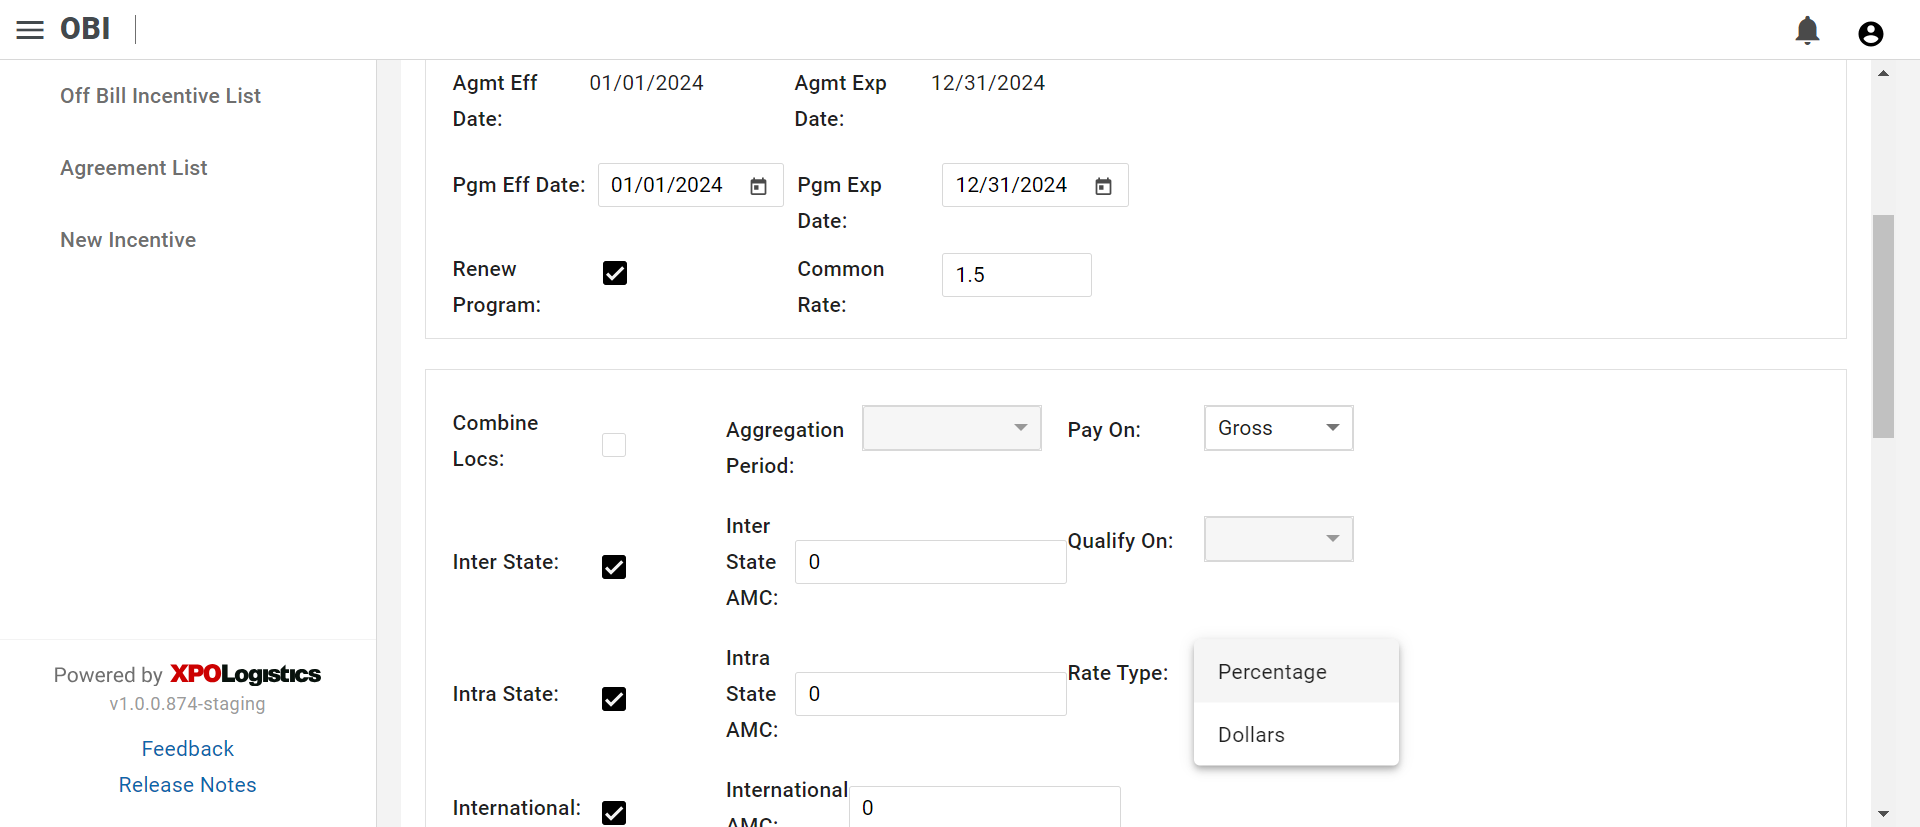 OBI
Off Bill Incentive List
Agreement List
New Incentive
Powered by XPOLogistics
v1.0.0.874-staging
Feedback
Release Notes
Agmt Eff
Date:
01/01/2024
Agmt Exp
Date:
12/31/2024
Pgm Eff Date:
01/01/2024
Pgm Exp
Date:
12/31/2024
Renew
Program:
Common
Rate:
1.5
Combine
Locs:
Aggregation
Period:
Pay On:
Gross
Inter State:
Inter
State
AMC:
0
Qualify On:
Intra State:
Intra
State
AMC:
0
Rate Type:
Percentage
Dollars
International:
International
AMC:
0